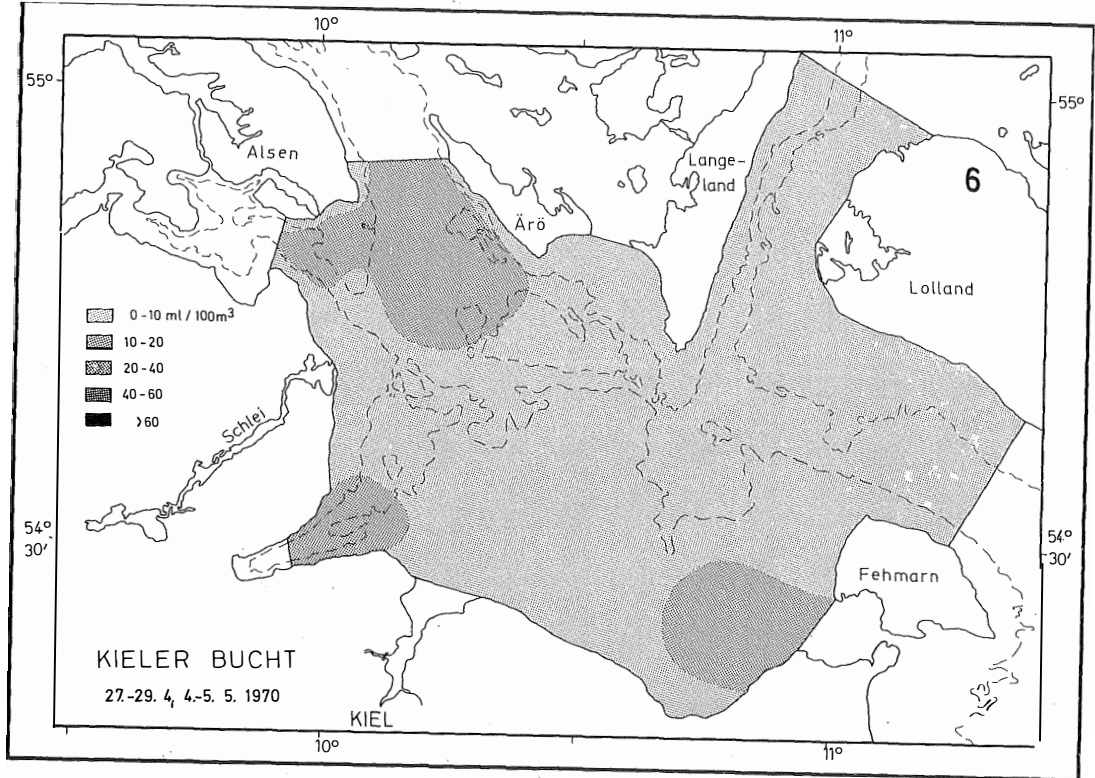 10° 11°
55° 55°
Alsen
Lange-
land
6
Ärö
Lolland
0-10 ml / 100m³
10-20
20-40
40-60
>60
Schlei
54° 54°
30' 30'
Fehmarn
KIELER BUCHT
27.-29. 4, 4.-5. 5. 1970
KIEL
10° 11°